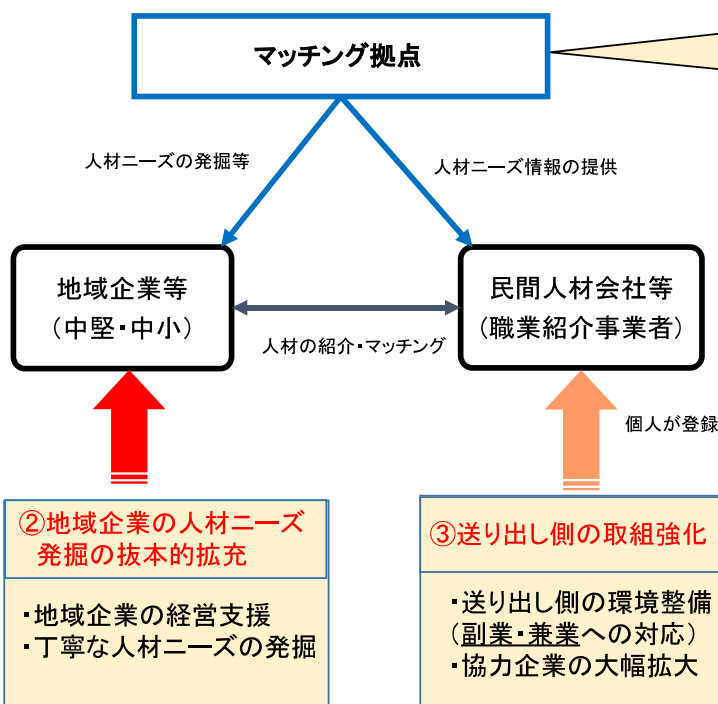 マッチング拠点
人材ニーズの発掘等
人材ニーズ情報の提供
地域企業等
（中堅・中小）
民間人材会社等
（職業紹介事業者）
人材の紹介・マッチング
個人が登録
②地域企業の人材ニーズ
発掘の抜本的拡充
・地域企業の経営支援
・丁寧な人材ニーズの発掘
③送り出し側の取組強化
・送り出し側の環境整備
（副業・兼業への対応）
・協力企業の大幅拡大